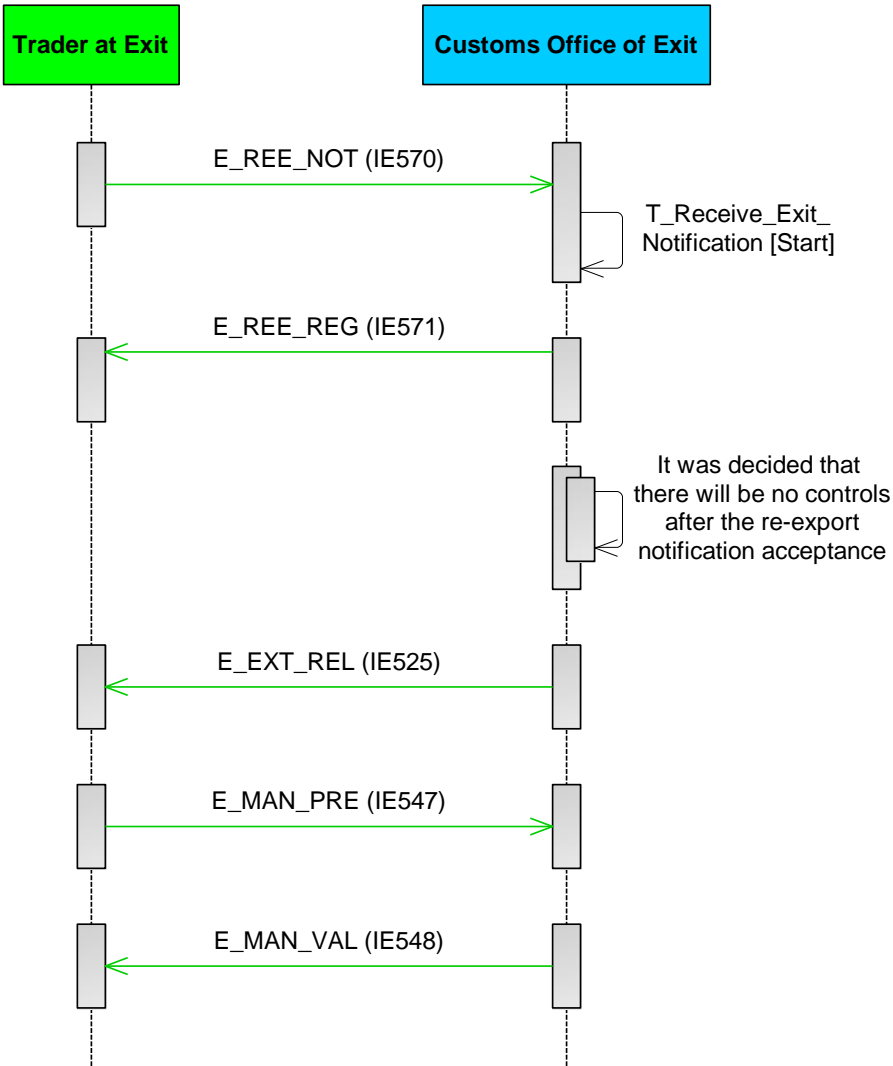 Trader at Exit
Customs Office of Exit
E_REE_NOT (IE570)
T_Receive_Exit_
Notification [Start]
E_REE_REG (IE571)
It was decided that
there will be no controls
after the re-export
notification acceptance
E_EXT_REL (IE525)
E_MAN_PRE (IE547)
E_MAN_VAL (IE548)